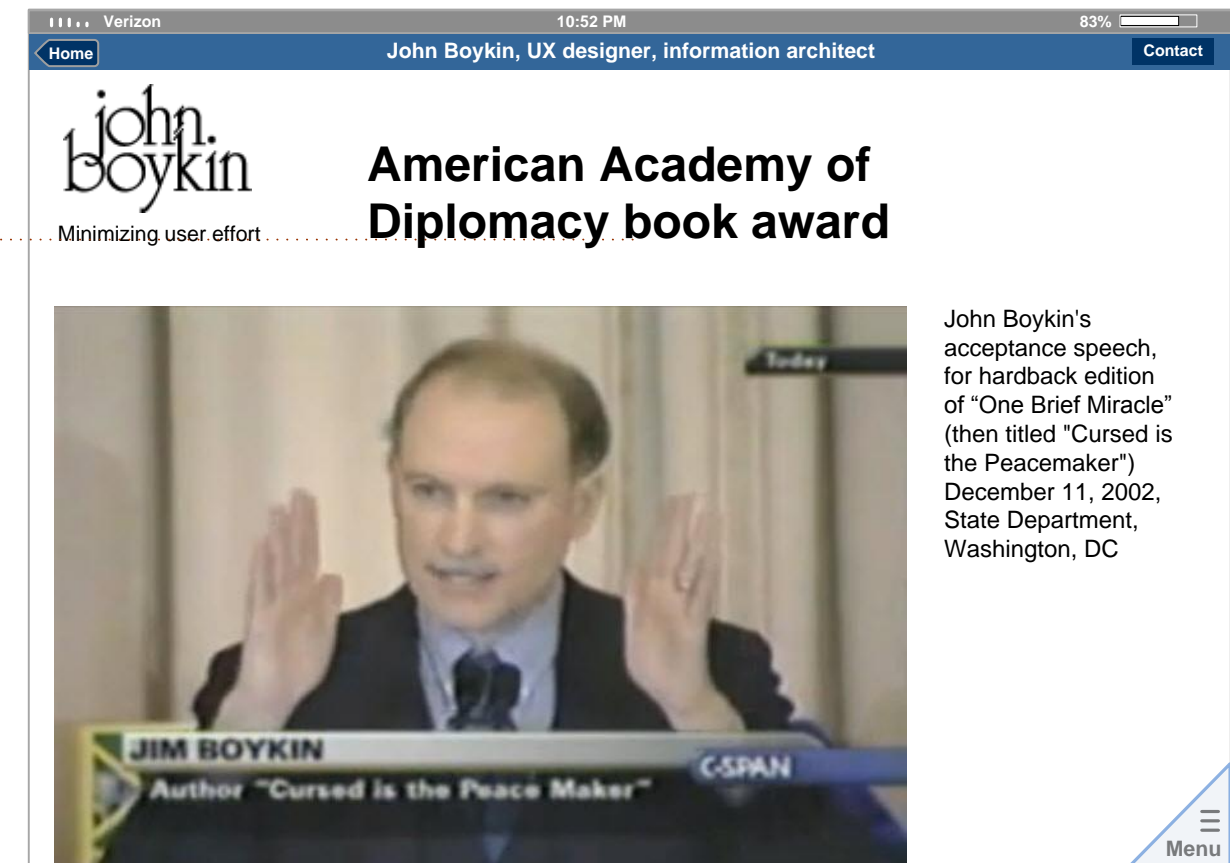 Verizon 10:52 PM 83%
Home John Boykin, UX designer, information architect Contact
john.
boykin
Minimizing user effort
American Academy of
Diplomacy book award
Today
JIM BOYKIN
C-SPAN
Author "Cursed is the Peace Maker"
John Boykin's
acceptance speech,
for hardback edition
of “One Brief Miracle”
(then titled "Cursed is
the Peacemaker")
December 11, 2002,
State Department,
Washington, DC
Menu